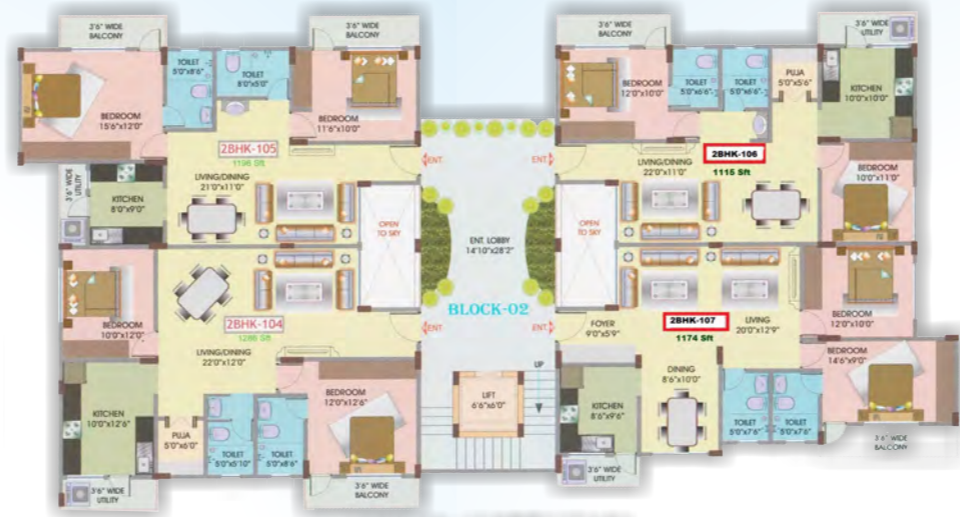 3'6" WIDE
BALCONY
TOILET
5'0"x8'6"
TOILET
8'0"x5'0"
3'6" WIDE
BALCONY
BEDROOM
15'6"x12'0"
BEDROOM
11'6"x10'0"
2BHK-105
1196 Sft
LIVING/DINING
21'0"x11'0"
ENT.
3'6" WIDE
UTILITY
KITCHEN
8'0"x9'0"
OPEN
TO SKY
3'6" WIDE
BALCONY
BEDROOM
12'0"x10'0"
TOILET
5'0"x6'6"
TOILET
5'0"x6'6"
PUJA
5'0"x5'6"
3'6" WIDE
UTILITY
KITCHEN
10'0"x10'0"
ENT.
2BHK-106
1115 Sft
LIVING/DINING
22'0"x11'0"
BEDROOM
10'0"x11'0"
OPEN
TO SKY
ENT. LOBBY
14'10"x28'2"
BLOCK-02
BEDROOM
10'0"x12'0"
2BHK-104
LIVING/DINING
22'0"x12'0"
ENT.
KITCHEN
10'0"x12'6"
PUJA
5'0"x6'0"
TOILET
5'0"x5'10"
TOILET
5'0"x8'6"
BEDROOM
12'0"x12'6"
3'6" WIDE
UTILITY
3'6" WIDE
BALCONY
UP
LIFT
6'6"x6'0"
ENT.
FOYER
9'0"x5'9"
2BHK-107
1174 Sft
LIVING
20'0"x12'9"
BEDROOM
12'0"x10'0"
DINING
8'6"x10'0"
BEDROOM
14'6"x9'0"
KITCHEN
8'6"x9'6"
TOILET
5'0"x7'6"
TOILET
5'0"x7'6"
3'6" WIDE
UTILITY
3'6" WIDE
BALCONY